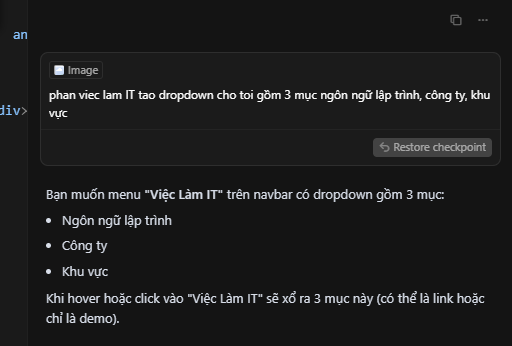 an
div>
Image
phan viec lam IT tao dropdown cho toi gồm 3 mục ngôn ngữ lập trình, công ty, khu
vực
Restore checkpoint
Bạn muốn menu "Việc Làm IT" trên navbar có dropdown gồm 3 mục:
Ngôn ngữ lập trình
Công ty
Khu vực
Khi hover hoặc click vào "Việc Làm IT" sẽ xổ ra 3 mục này (có thể là link hoặc
chỉ là demo).